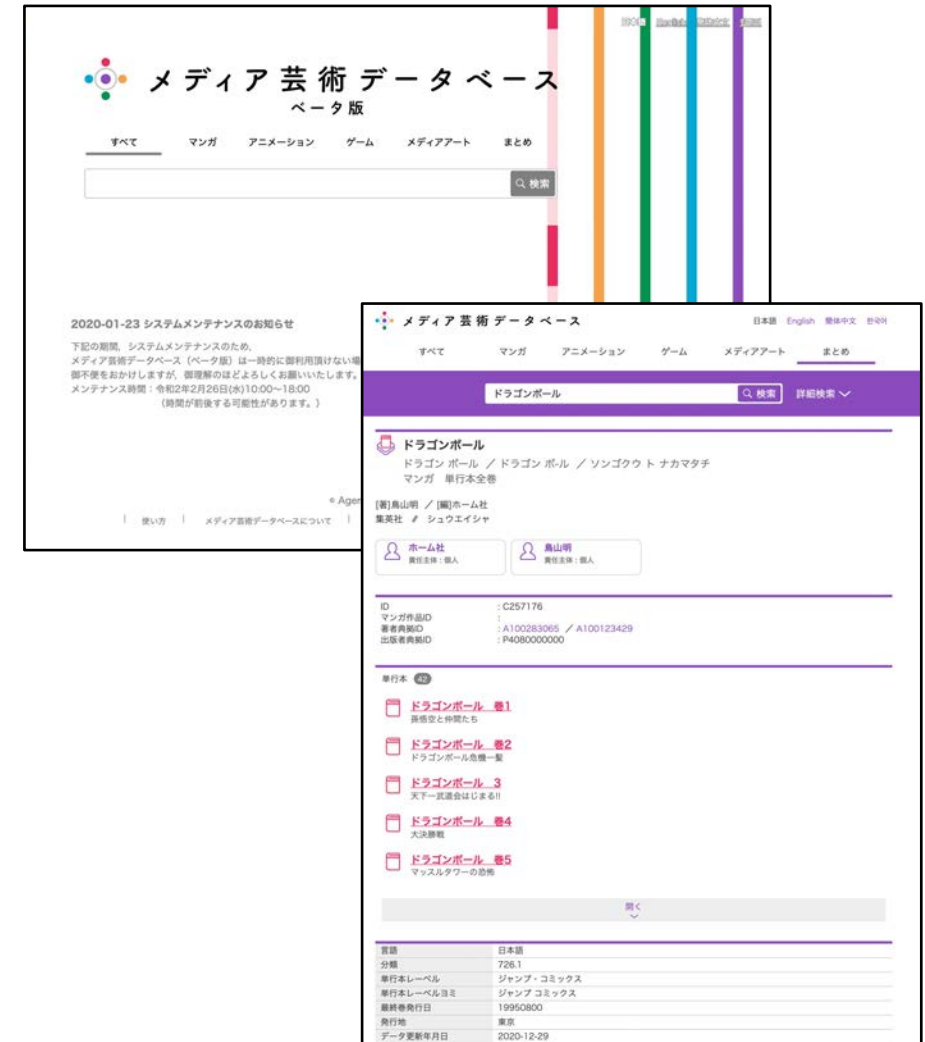 日本語 English 簡体中文 한국어
メディア芸術データベース
ベータ版
すべて マンガ アニメーション ゲーム メディアアート まとめ
検索
2020-01-23 システムメンテナンスのお知らせ
下記の期間、システムメンテナンスのため、
メディア芸術データベース（ベータ版）は一時的に御利用頂けない場
御不便をおかけしますが、御理解のほどよろしくお願いいたします。
メンテナンス時間：令和2年2月26日(水)10:00〜18:00
（時間が前後する可能性があります。）
© Agen
使い方 メディア芸術データベースについて
メディア芸術データベース
日本語 English 簡体中文 한국어
すべて マンガ アニメーション ゲーム メディアアート まとめ
ドラゴンボール 検索 詳細検索
ドラゴンボール
ドラゴン ボール ／ ドラゴン ボ-ル ／ ソンゴクウ ト ナカマタチ
マンガ 単行本全巻
[著]鳥山明 ／ [編]ホーム社
集英社 ∥ シュウエイシャ
ホーム社 鳥山明
責任主体：個人 責任主体：個人
ID : C257176
マンガ作品ID :
著者典拠ID : A100283065 ／ A100123429
出版者典拠ID : P4080000000
単行本 42
ドラゴンボール 巻1
孫悟空と仲間たち
ドラゴンボール 巻2
ドラゴンボール危機一髪
ドラゴンボール 3
天下一武道会はじまる!!
ドラゴンボール 巻4
大決勝戦
ドラゴンボール 巻5
マッスルタワーの恐怖
開く
言語 日本語
分類 726.1
単行本レーベル ジャンプ・コミックス
単行本レーベルヨミ ジャンプ コミックス
最終巻発行日 19950800
発行地 東京
データ更新年月日 2020-12-29